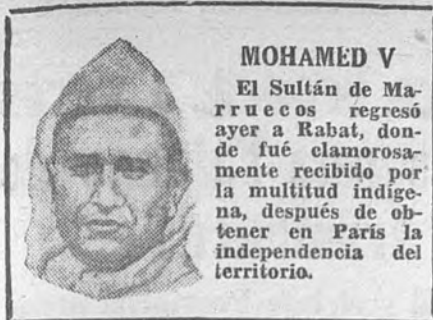 MOHAMED V
El Sultán de Ma-
rruecos regresó
ayer a Rabat, don-
de fué clamorosa-
mente recibido por
la multitud indíge-
na, después de ob-
tener en París la
independencia del
territorio.